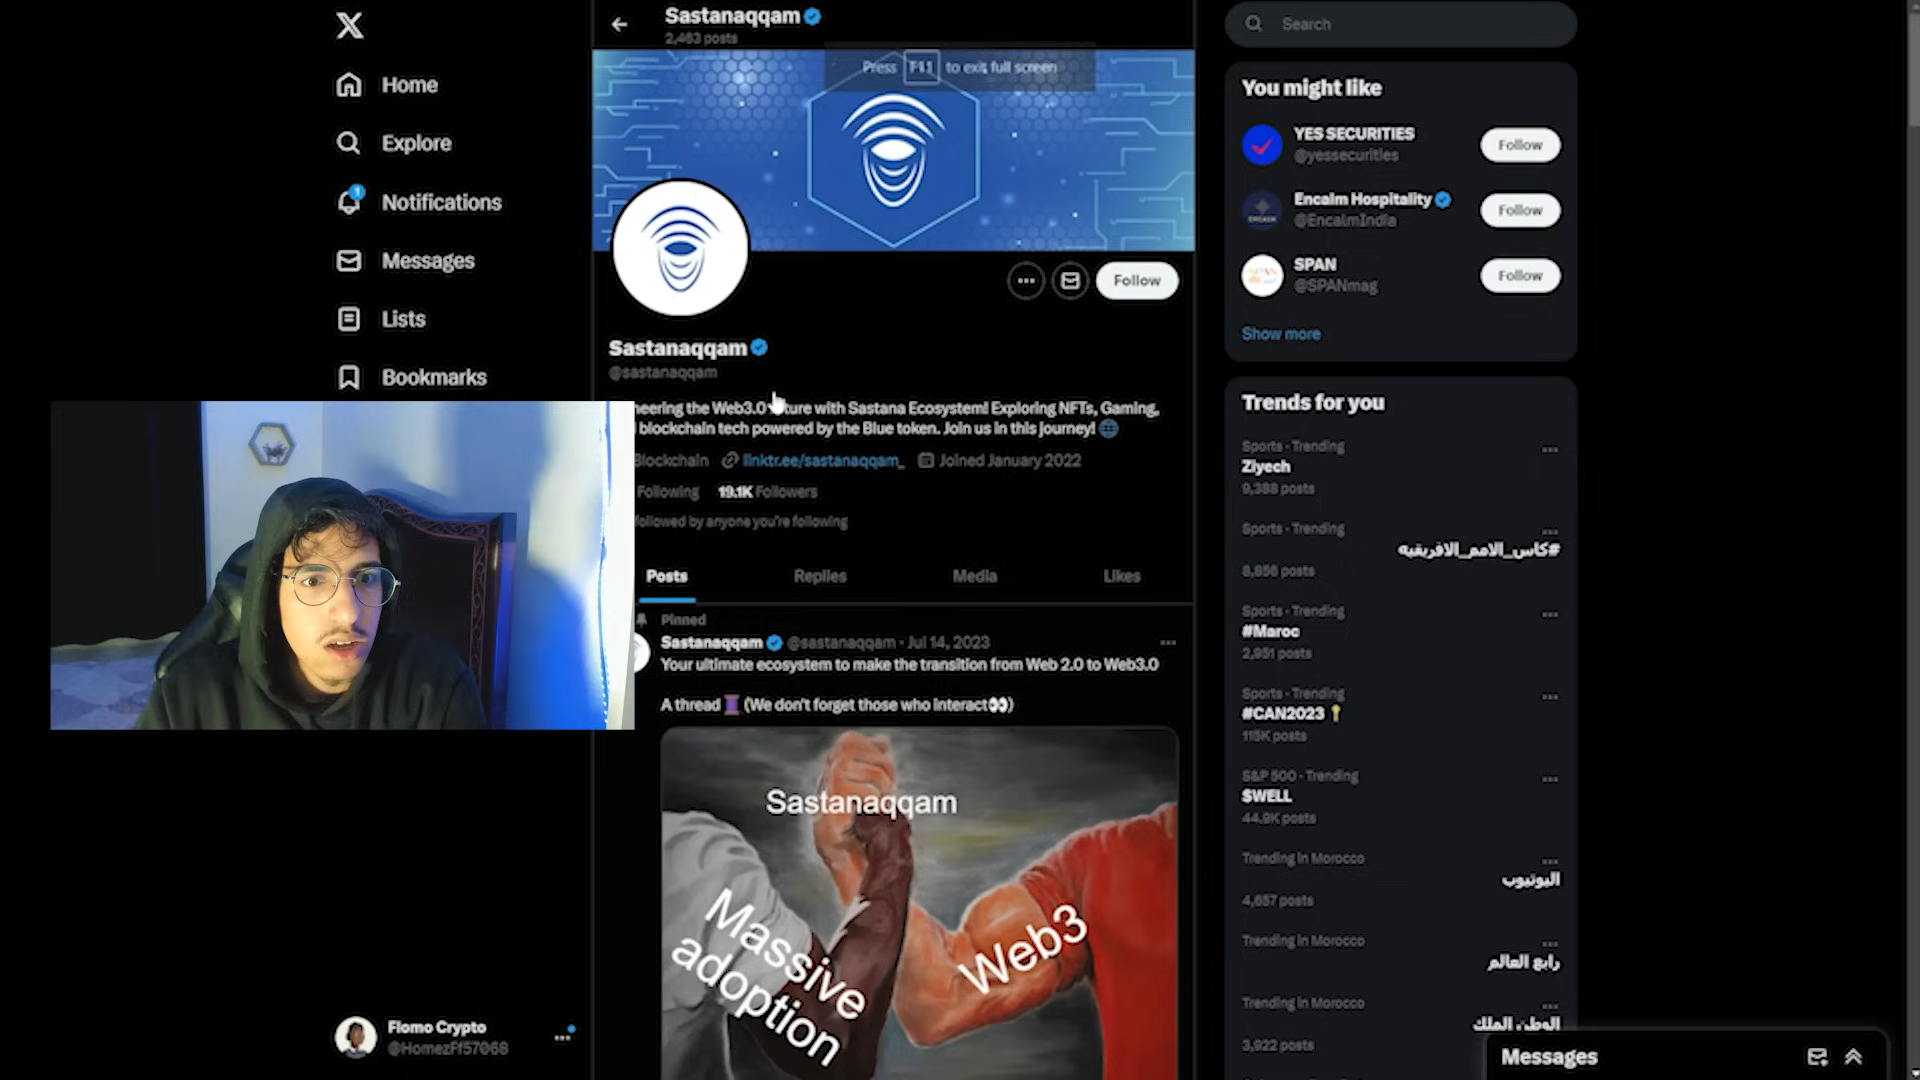 Home
Explore
Notifications
Messages
Lists
Bookmarks
Flomo Crypto
@HomezFf57068
Sastanaqqam
2,463 posts
Press F11 to exit full screen
Follow
Sastanaqqam
@sastanaqqam
the Web3.0 with Sastana Ecosystem! Exploring NFTs, Gaming,
blockchain tech powered by the Blue token. Join us in this journey!
Blockchain linktr.ee/sastanaqqam_ Joined January 2022
Following 19.1K Followers
followed by anyone you're following
Posts Replies Media Likes
Pinned
Sastanaqqam @sastanaqqam · Jul 14, 2023
Your ultimate ecosystem to make the transition from Web 2.0 to Web3.0
A thread (We don't forget those who interact)
Sastanaqqam
Massive
adoption
Web3
Search
You might like
YES SECURITIES
@yessecurities
Follow
Encalm Hospitality
@EncalmIndia
Follow
SPAN
@SPANmag
Follow
Show more
Trends for you
Sports · Trending
Ziyech
9,388 posts
Sports · Trending
#كاس_الامم_الافريقيه
8,856 posts
Sports · Trending
#Maroc
2,951 posts
Sports · Trending
#CAN2023
115K posts
S&P 500 · Trending
$WELL
44.9K posts
Trending in Morocco
اليوتيوب
4,657 posts
Trending in Morocco
رابع العالم
Trending in Morocco
الوطن الملك
3,922 posts
Messages